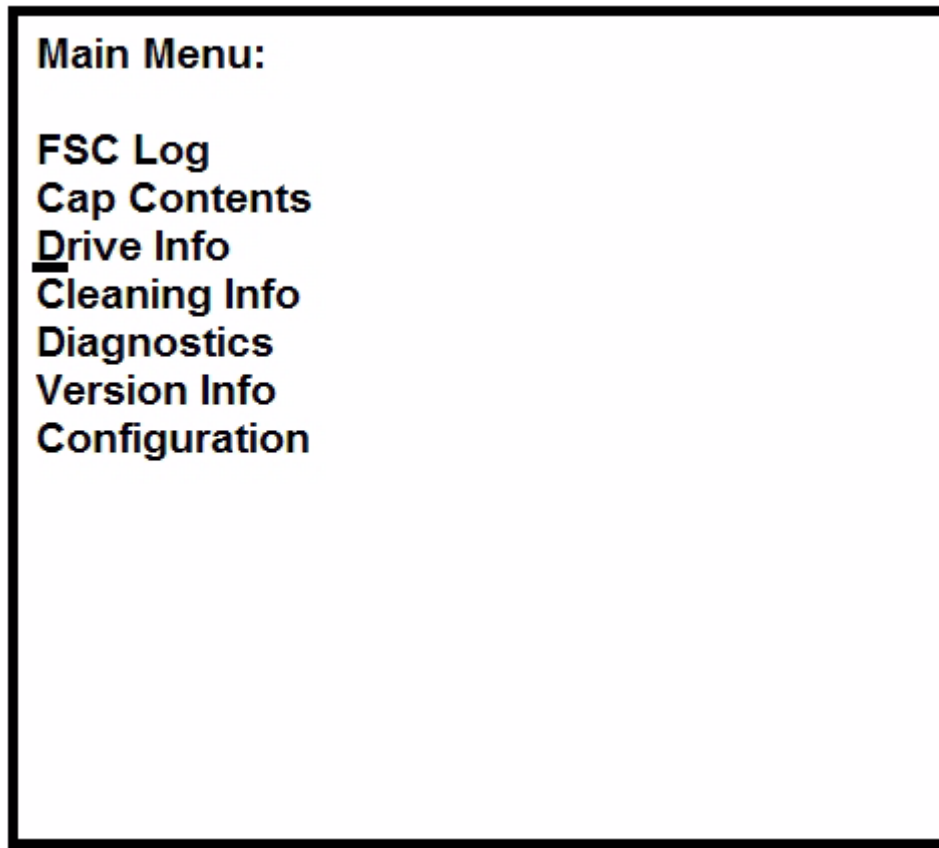 Main Menu:
FSC Log
Cap Contents
Drive Info
Cleaning Info
Diagnostics
Version Info
Configuration